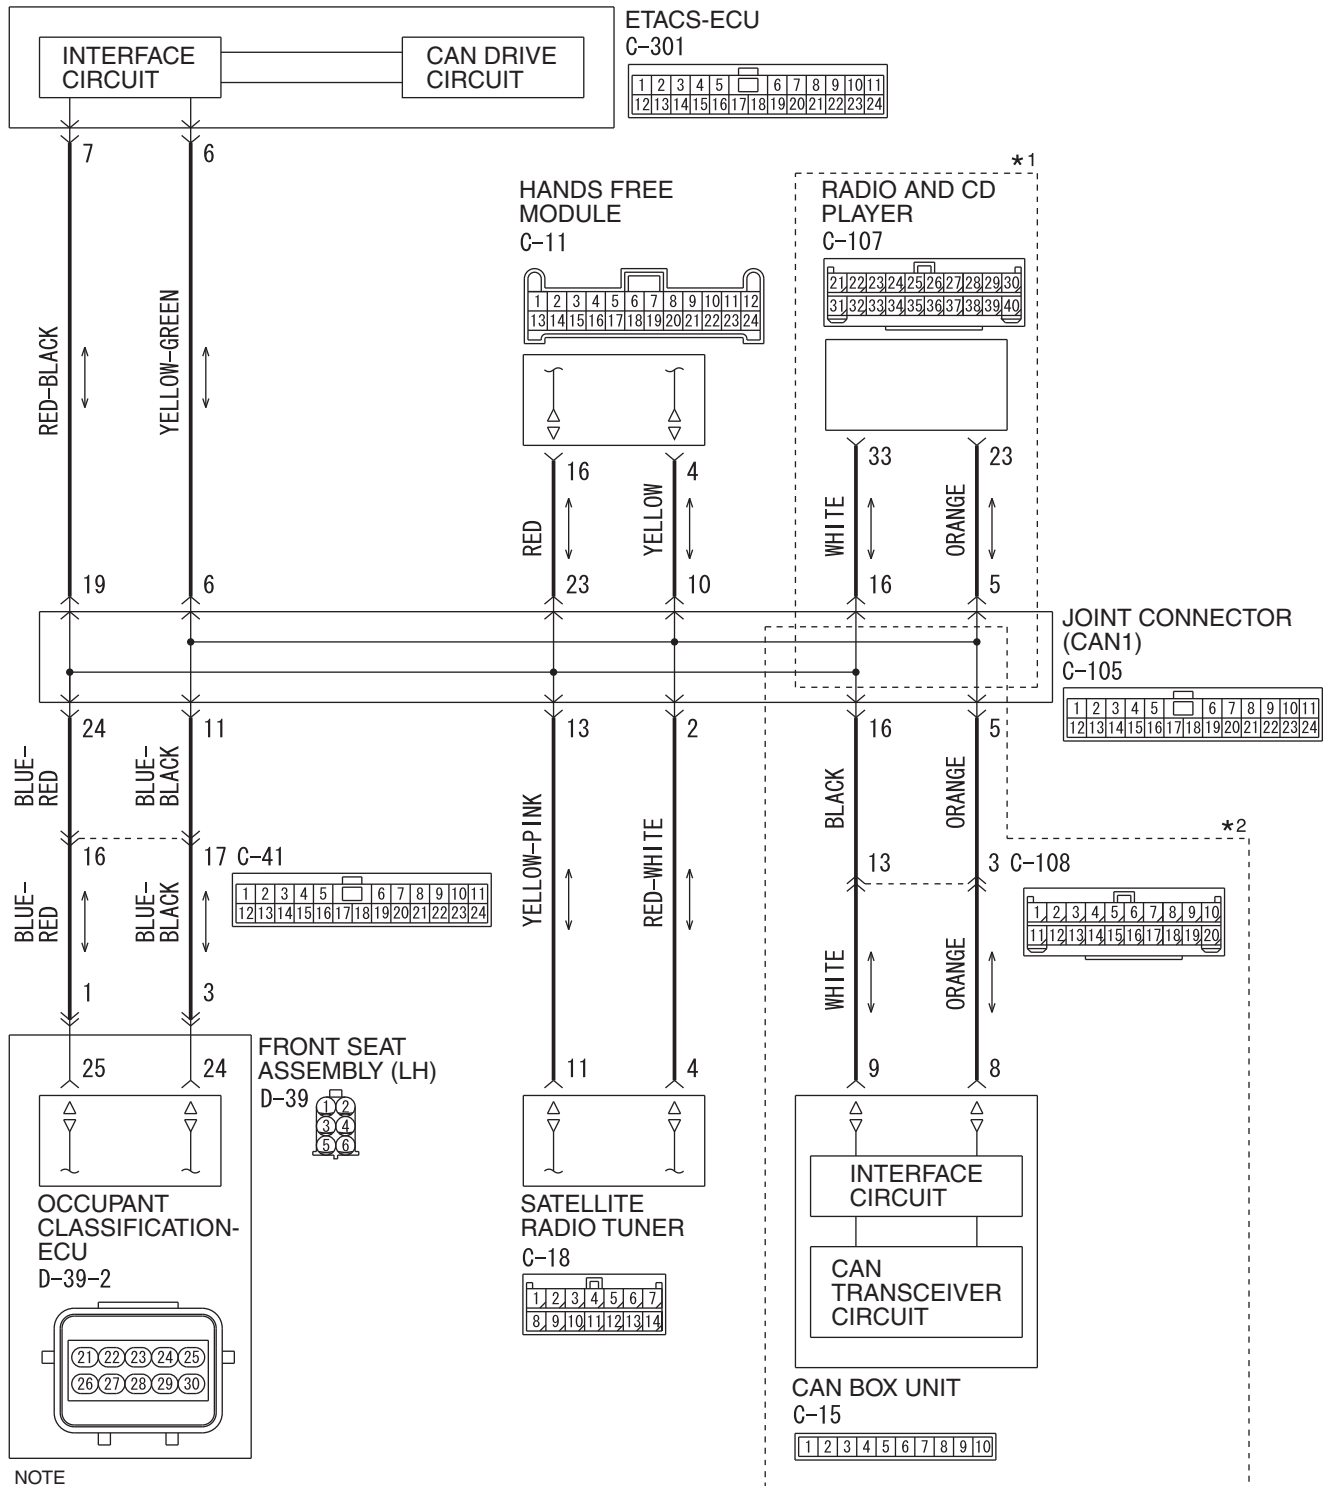 ETACS-ECU
C-301
INTERFACE
CIRCUIT
CAN DRIVE
CIRCUIT
1 2 3 4 5 6 7 8 9 10 11
12 13 14 15 16 17 18 19 20 21 22 23 24
7 6
*1
HANDS FREE
MODULE
C-11
RADIO AND CD
PLAYER
C-107
1 2 3 4 5 6 7 8 9 10 11 12
13 14 15 16 17 18 19 20 21 22 23 24
21 22 23 24 25 26 27 28 29 30
31 32 33 34 35 36 37 38 39 40
RED-BLACK
YELLOW-GREEN
16 4 33 23
RED
YELLOW
WHITE
ORANGE
19 6 23 10 16 5
JOINT CONNECTOR
(CAN1)
C-105
1 2 3 4 5 6 7 8 9 10 11
12 13 14 15 16 17 18 19 20 21 22 23 24
24 11 13 2 16 5
BLUE-
RED
BLUE-
BLACK
YELLOW-PINK
RED-WHITE
BLACK
ORANGE
*2
16 17 C-41
13 3 C-108
1 2 3 4 5 6 7 8 9 10 11
12 13 14 15 16 17 18 19 20 21 22 23 24
1 2 3 4 5 6 7 8 9 10
11 12 13 14 15 16 17 18 19 20
BLUE-
RED
BLUE-
BLACK
WHITE
ORANGE
1 3
FRONT SEAT
ASSEMBLY (LH)
D-39
1 2
3 4
5 6
25 24 11 4 9 8
OCCUPANT
CLASSIFICATION-
ECU
D-39-2
21 22 23 24 25
26 27 28 29 30
SATELLITE
RADIO TUNER
C-18
1 2 3 4 5 6 7
8 9 10 11 12 13 14
INTERFACE
CIRCUIT
CAN
TRANSCEIVER
CIRCUIT
CAN BOX UNIT
C-15
1 2 3 4 5 6 7 8 9 10
NOTE